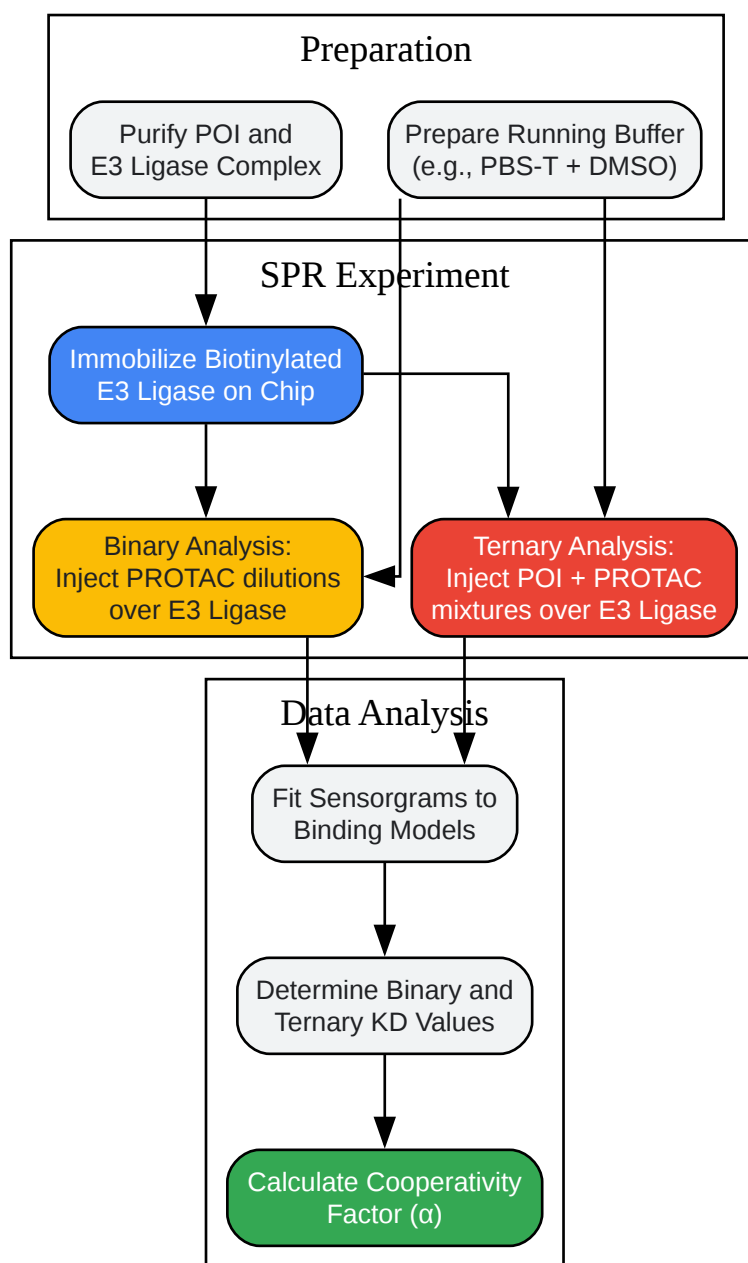 Preparation
Purify POI and
E3 Ligase Complex
Prepare Running Buffer
(e.g., PBS-T + DMSO)
SPR Experiment
Immobilize Biotinylated
E3 Ligase on Chip
Binary Analysis:
Inject PROTAC dilutions
over E3 Ligase
Ternary Analysis:
Inject POI + PROTAC
mixtures over E3 Ligase
Data Analysis
Fit Sensorgrams to
Binding Models
Determine Binary and
Ternary KD Values
Calculate Cooperativity
Factor (α)